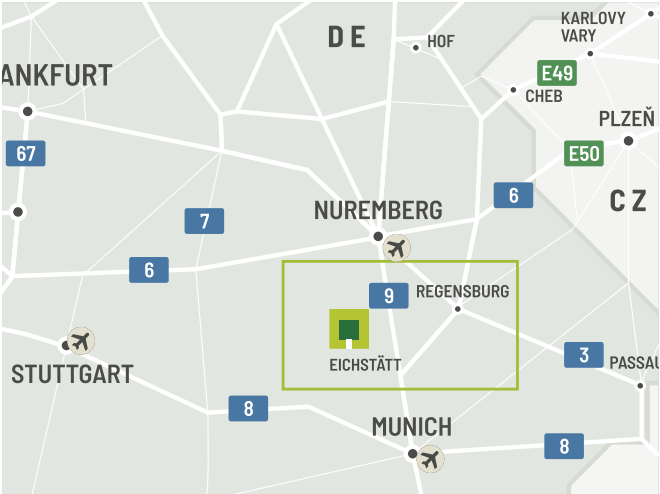 DE
KARLOVY
VARY
HOF
ANKFURT
E49
CHEB
PLZEŇ
67
E50
6
CZ
7
NUREMBERG
6
9
REGENSBURG
EICHSTÄTT
3
PASSAU
STUTTGART
8
MUNICH
8